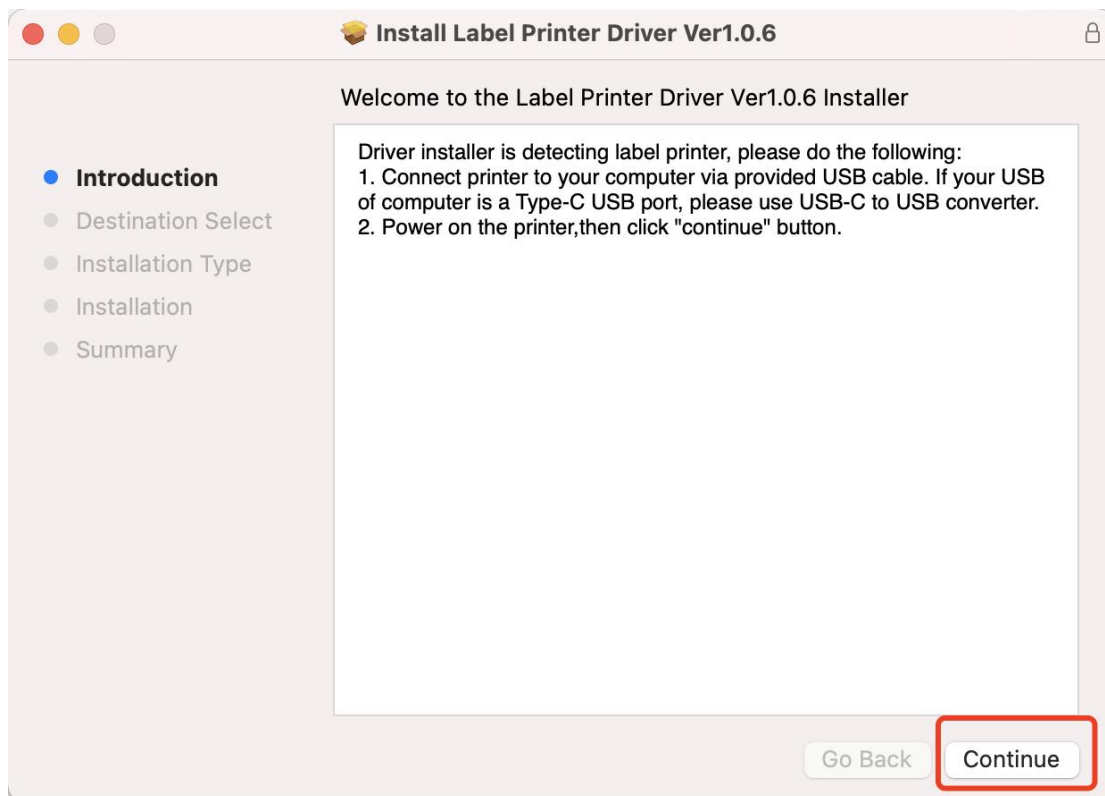 Install Label Printer Driver Ver1.0.6
Welcome to the Label Printer Driver Ver1.0.6 Installer
Introduction
Destination Select
Installation Type
Installation
Summary
Driver installer is detecting label printer, please do the following:
1. Connect printer to your computer via provided USB cable. If your USB
of computer is a Type-C USB port, please use USB-C to USB converter.
2. Power on the printer,then click "continue" button.
Go Back
Continue